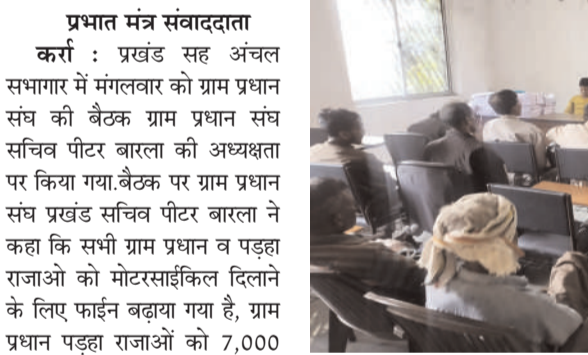 प्रभात मंत्र संवाददाता
कर्रा : प्रखंड सह अंचल
सभागार में मंगलवार को ग्राम प्रधान
संघ की बैठक ग्राम प्रधान संघ
सचिव पीटर बारला की अध्यक्षता
पर किया गया.बैठक पर ग्राम प्रधान
संघ प्रखंड सचिव पीटर बारला ने
कहा कि सभी ग्राम प्रधान व पड़हा
राजाओ को मोटरसाईकिल दिलाने
के लिए फाईन बढ़ाया गया है, ग्राम
प्रधान पड़हा राजाओं को 7,000